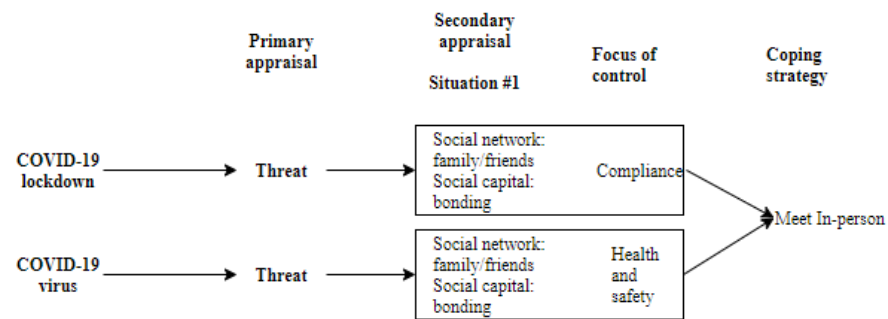 Primary
appraisal
Secondary
appraisal
Situation #1
Focus of
control
Coping
strategy
COVID-19
lockdown
Threat
Social network:
family/friends
Social capital:
bonding
Compliance
Meet In-person
COVID-19
virus
Threat
Social network:
family/friends
Social capital:
bonding
Health
and
safety